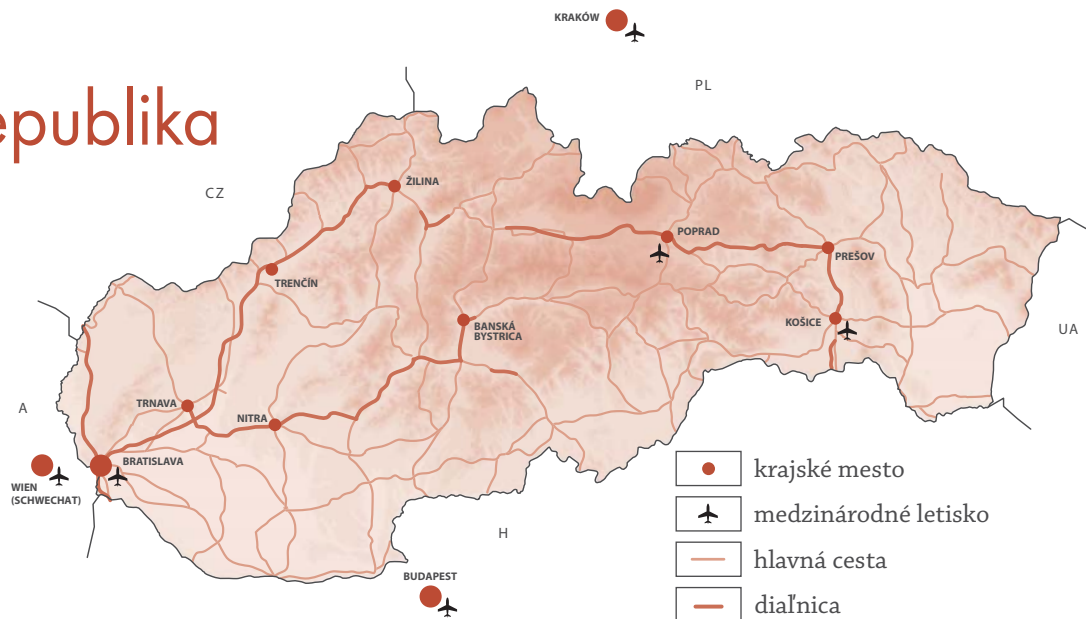 KRAKÓW
PL
epublika
CZ
ŽILINA
POPRAD
PREŠOV
TRENČÍN
BANSKÁ
BYSTRICA
KOŠICE
UA
A
TRNAVA
NITRA
BRATISLAVA
WIEN
(SCHWECHAT)
H
BUDAPEST
krajské mesto
medzinárodné letisko
hlavná cesta
diaľnica